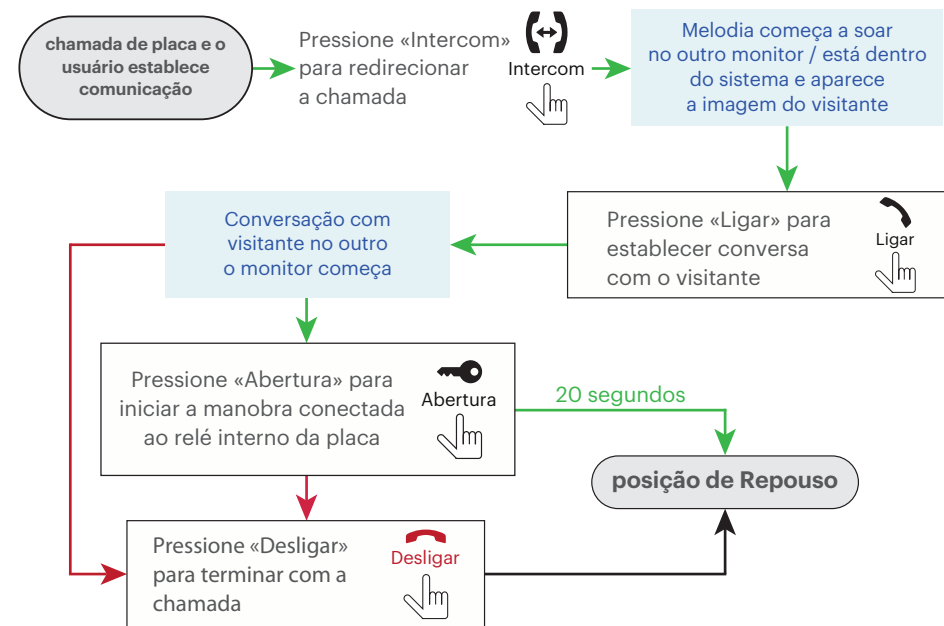 chamada de placa e o
usuário establece
comunicação
Pressione «Intercom»
para redirecionar
a chamada
Intercom
Melodia começa a soar
no outro monitor / está dentro
do sistema e aparece
a imagem do visitante
Pressione «Ligar» para
establecer conversa
com o visitante
Ligar
Conversação com
visitante no outro
o monitor começa
Pressione «Abertura» para
iniciar a manobra conectada
ao relé interno da placa
Abertura
20 segundos
posição de Repouso
Pressione «Desligar»
para terminar com a
chamada
Desligar